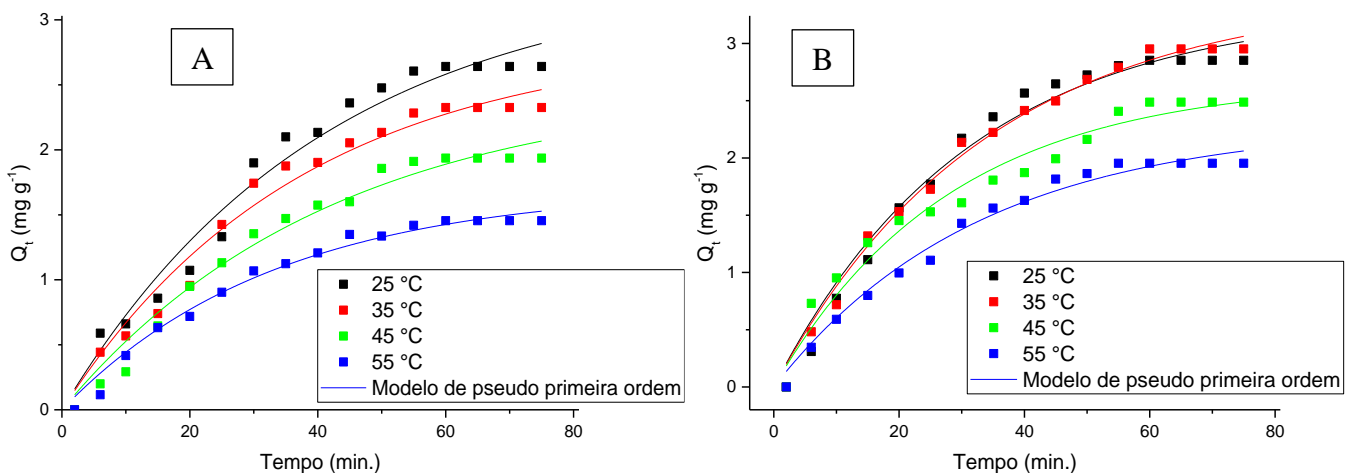 A
Q_t (mg g^-1)
3
2
1
0
25 °C
35 °C
45 °C
55 °C
Modelo de pseudo primeira ordem
0 20 40 60 80
Tempo (min.)
B
Q_t (mg g^-1)
3
2
1
0
25 °C
35 °C
45 °C
55 °C
Modelo de pseudo primeira ordem
0 20 40 60 80
Tempo (min.)